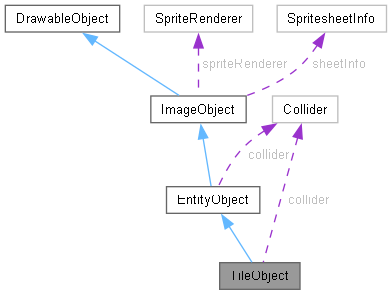 DrawableObject
SpriteRenderer
SpritesheetInfo
spriteRenderer
sheetInfo
ImageObject
Collider
collider
EntityObject
collider
TileObject